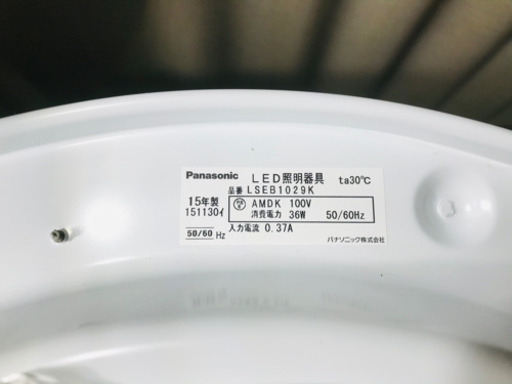 Panasonic LED照明器具 ta30℃
品番 LSEB1029K
15年製 AMDK 100V
151130イ 消費電力 36W 50/60Hz
50/60 Hz 入力電流 0.37A
パナソニック株式会社